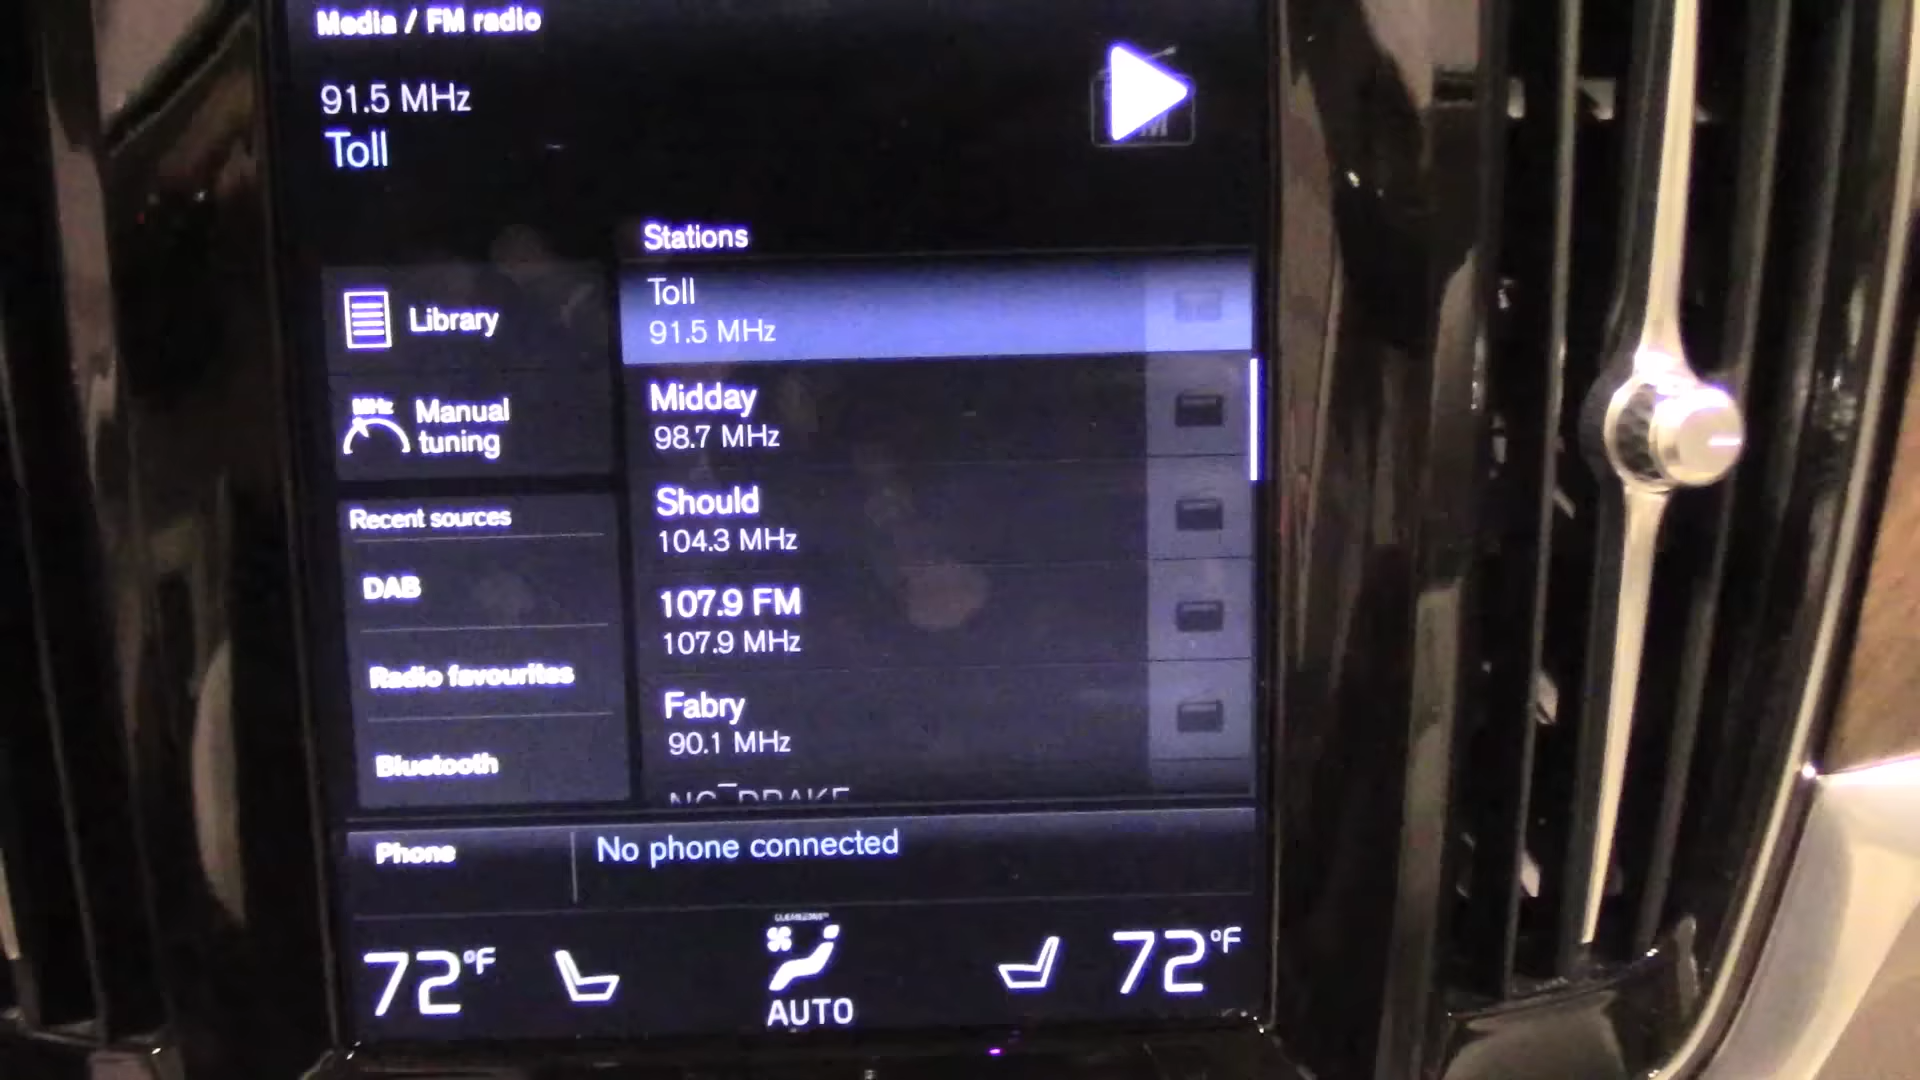 Media / FM radio
91.5 MHz
Toll
Stations
Library
Manual
tuning
Recent sources
DAB
Radio favourites
Bluetooth
Toll
91.5 MHz
Midday
98.7 MHz
Should
104.3 MHz
107.9 FM
107.9 MHz
Fabry
90.1 MHz
Phone
No phone connected
72°F
AUTO
72°F